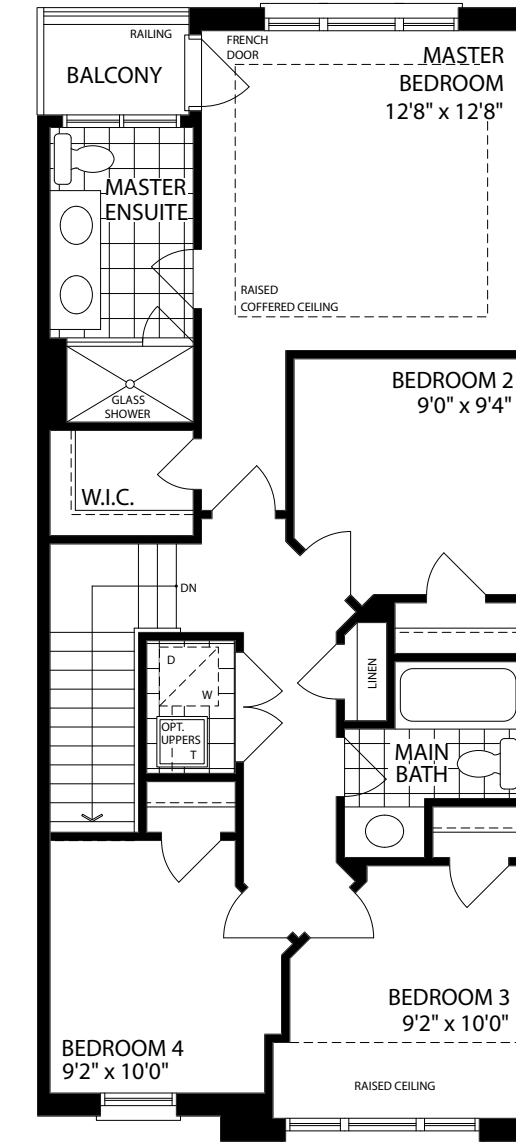 RAILING
BALCONY
FRENCH
DOOR
MASTER
BEDROOM
12'8" x 12'8"
MASTER
ENSUITE
RAISED
COFFERED CEILING
GLASS
SHOWER
BEDROOM 2
9'0" x 9'4"
W.I.C.
DN
D
W
LINEN
OPT.
UPPERS
T
MAIN
BATH
BEDROOM 3
9'2" x 10'0"
BEDROOM 4
9'2" x 10'0"
RAISED CEILING